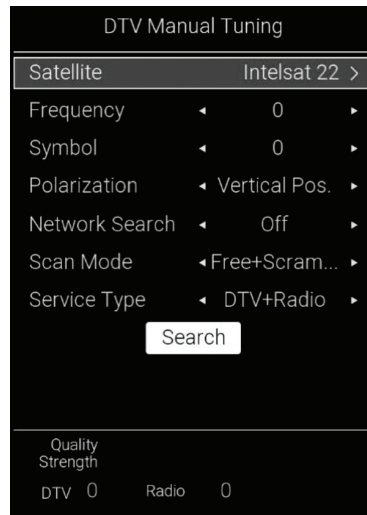 DTV Manual Tuning
Satellite Intelsat 22 >
Frequency ◂ 0 ▸
Symbol ◂ 0 ▸
Polarization ◂ Vertical Pos. ▸
Network Search ◂ Off ▸
Scan Mode ◂ Free+Scram... ▸
Service Type ◂ DTV+Radio ▸
Search
Quality
Strength
DTV 0 Radio 0